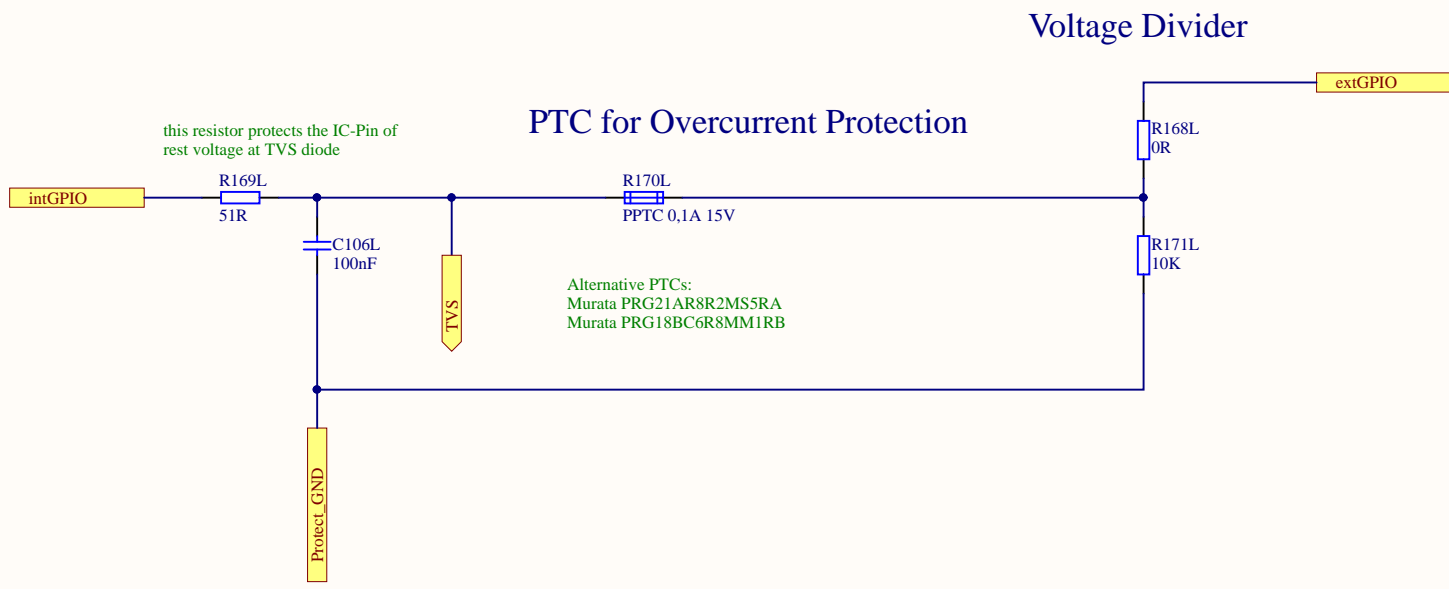 Voltage Divider
extGPIO
PTC for Overcurrent Protection
this resistor protects the IC-Pin of
rest voltage at TVS diode
R168L
0R
R169L
R170L
intGPIO
51R
PPTC 0,1A 15V
C106L
100nF
R171L
10K
Alternative PTCs:
Murata PRG21AR8R2MS5RA
Murata PRG18BC6R8MM1RB
TVS
Protect_GND